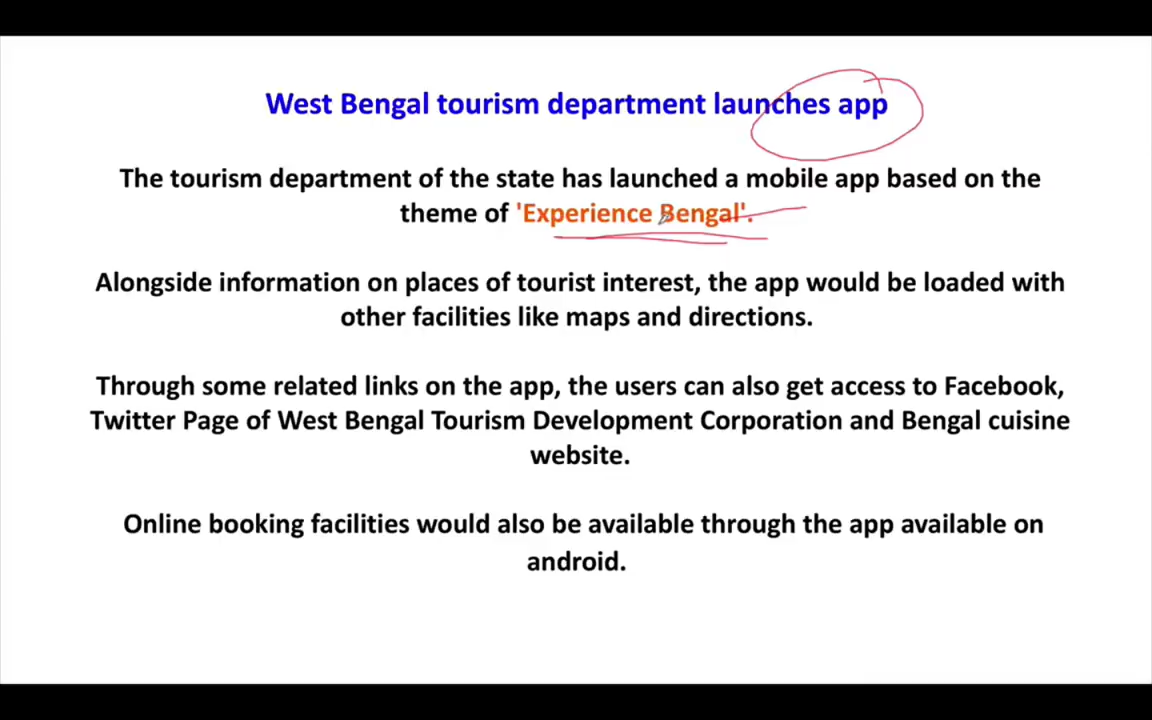 West Bengal tourism department launches app
The tourism department of the state has launched a mobile app based on the
theme of 'Experience Bengal'.
Alongside information on places of tourist interest, the app would be loaded with
other facilities like maps and directions.
Through some related links on the app, the users can also get access to Facebook,
Twitter Page of West Bengal Tourism Development Corporation and Bengal cuisine
website.
Online booking facilities would also be available through the app available on
android.